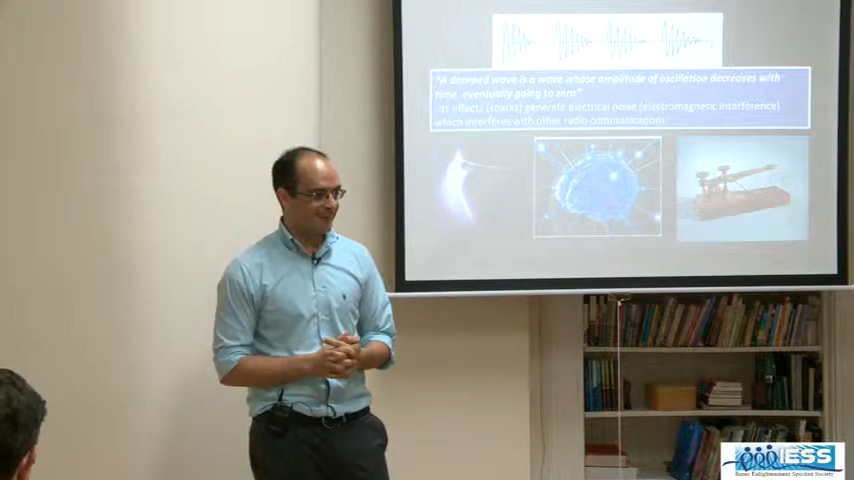 "A damped wave is a wave whose amplitude of oscillation decreases with
time, eventually going to zero"
Its effects (sparks) generate electrical noise (electromagnetic interference)
which interferes with other radio communications
IESS
Inner Enlightenment Spiritist Society